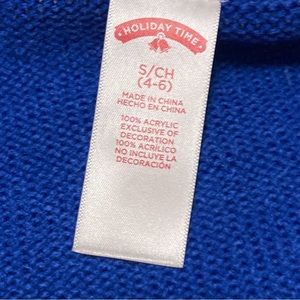 HOLIDAY TIME
S/CH
(4-6)
MADE IN CHINA
HECHO EN CHINA
100% ACRYLIC
EXCLUSIVE OF
DECORATION
100% ACRÍLICO
NO INCLUYE LA
DECORACIÓN